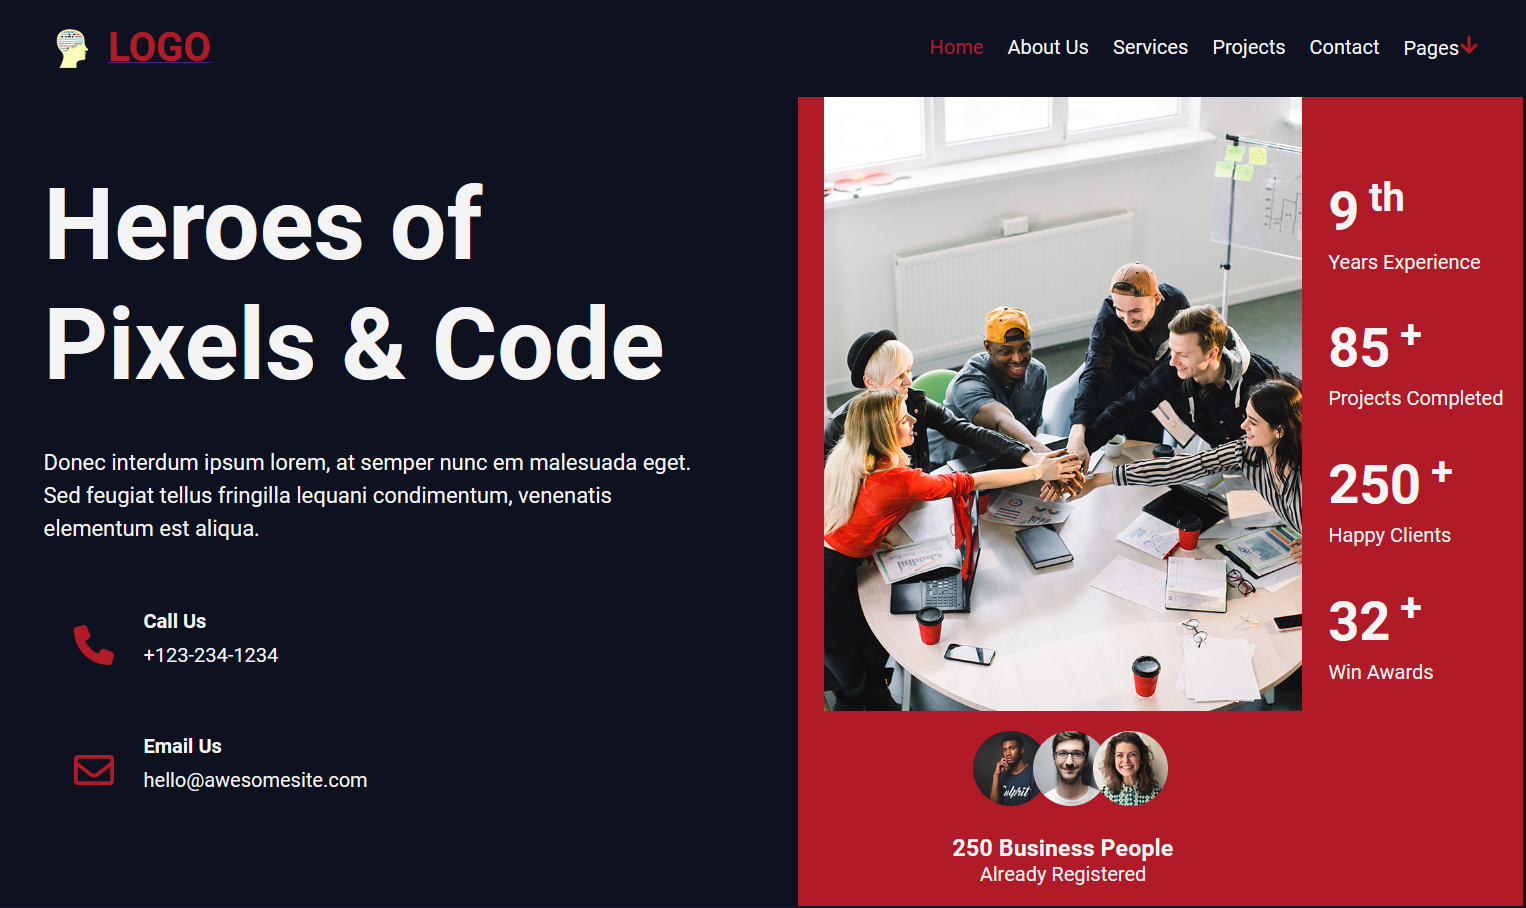 LOGO
Home About Us Services Projects Contact Pages
Heroes of
Pixels & Code
Donec interdum ipsum lorem, at semper nunc em malesuada eget.
Sed feugiat tellus fringilla lequani condimentum, venenatis
elementum est aliqua.
Call Us
+123-234-1234
Email Us
hello@awesomesite.com
9 th
Years Experience
85 +
Projects Completed
250 +
Happy Clients
32 +
Win Awards
250 Business People
Already Registered